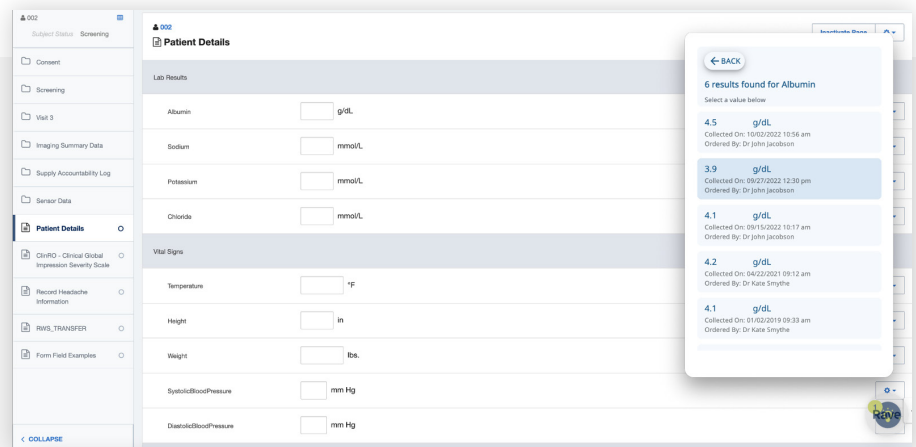 002
Subject Status Screening
Consent
Screening
Visit 3
Imaging Summary Data
Supply Accountability Log
Sensor Data
Patient Details
ClinRO - Clinical Global
Impression Severity Scale
Record Headache
Information
RWS_TRANSFER
Form Field Examples
COLLAPSE
002
Patient Details
Inactivate Page
Lab Results
Albumin g/dL
Sodium mmol/L
Potassium mmol/L
Chloride mmol/L
Vital Signs
Temperature °F
Height in
Weight lbs.
SystolicBloodPressure mm Hg
DiastolicBloodPressure mm Hg
BACK
6 results found for Albumin
Select a value below
4.5 g/dL
Collected On: 10/02/2022 10:56 am
Ordered By: Dr John Jacobson
3.9 g/dL
Collected On: 09/27/2022 12:30 pm
Ordered By: Dr John Jacobson
4.1 g/dL
Collected On: 09/15/2022 10:17 am
Ordered By: Dr John Jacobson
4.2 g/dL
Collected On: 04/22/2021 09:12 am
Ordered By: Dr Kate Smythe
4.1 g/dL
Collected On: 01/02/2019 09:33 am
Ordered By: Dr Kate Smythe
1
Rave